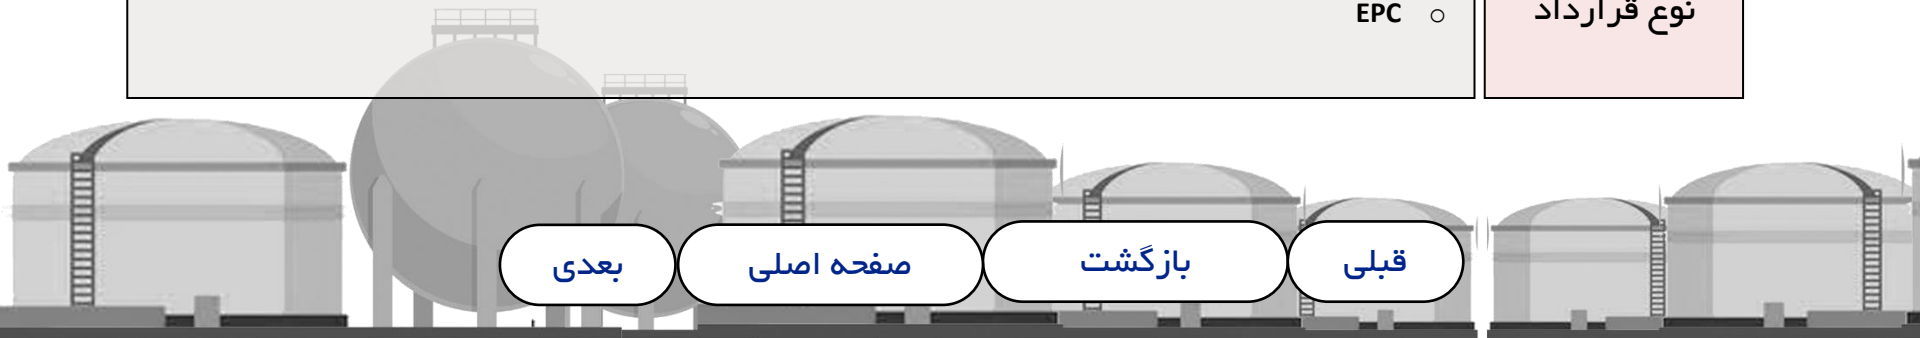 نوع قرارداد
○ EPC
قبلی
بازگشت
صفحه اصلی
بعدی